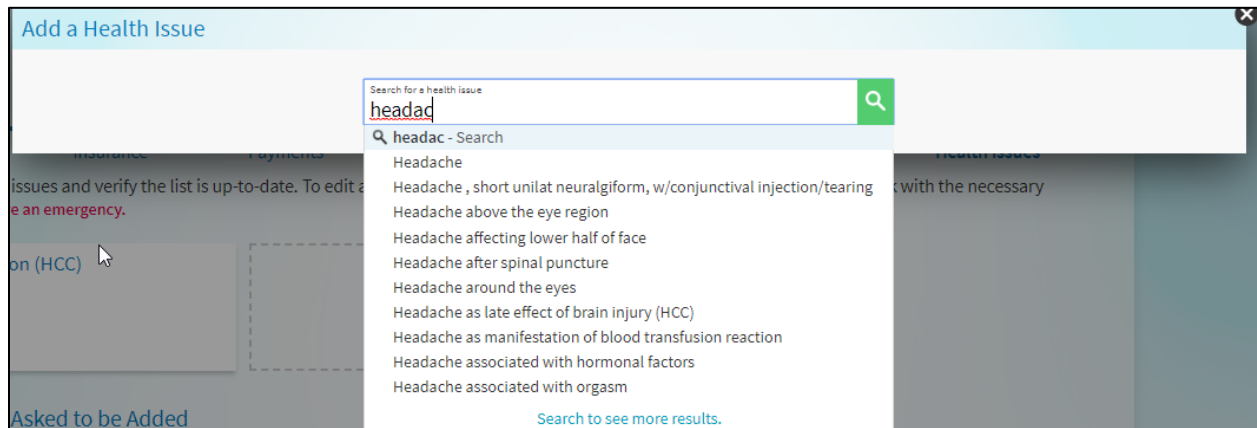 Add a Health Issue
Search for a health issue
headac
headac - Search
Insurance Payments Health Issues
Headache
issues and verify the list is up-to-date. To edit a Headache , short unilat neuralgiform, w/conjunctival injection/tearing with the necessary
e an emergency. Headache above the eye region
Headache affecting lower half of face
on (HCC) Headache after spinal puncture
Headache around the eyes
Headache as late effect of brain injury (HCC)
Headache as manifestation of blood transfusion reaction
Headache associated with hormonal factors
Headache associated with orgasm
Asked to be Added Search to see more results.